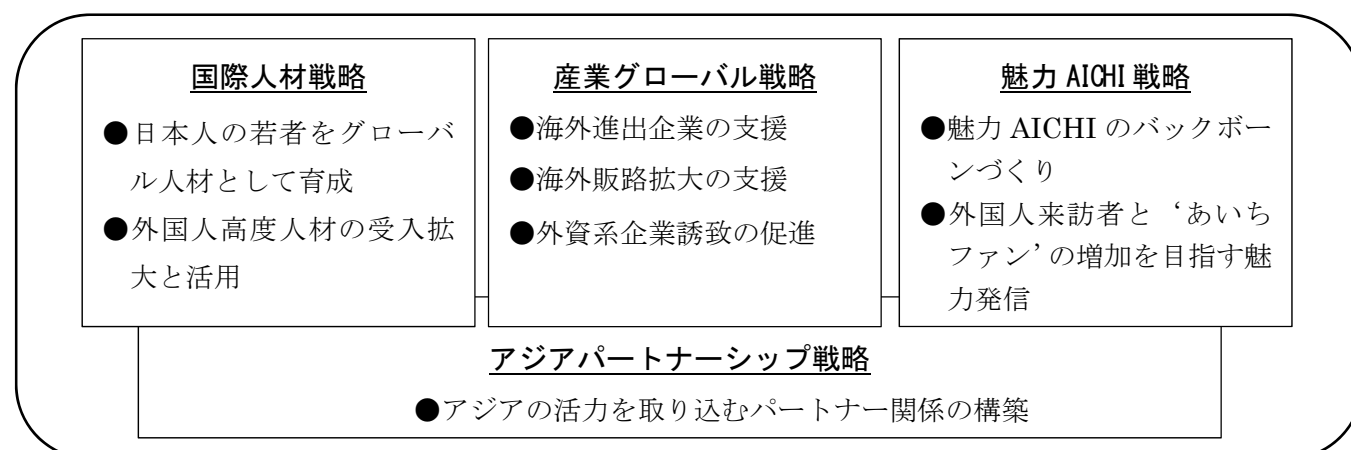 国際人材戦略
●日本人の若者をグローバ
ル人材として育成
●外国人高度人材の受入拡
大と活用
産業グローバル戦略
●海外進出企業の支援
●海外販路拡大の支援
●外資系企業誘致の促進
魅力 AICHI 戦略
●魅力 AICHI のバックボー
ンづくり
●外国人来訪者と‘あいち
ファン’の増加を目指す魅
力発信
アジアパートナーシップ戦略
●アジアの活力を取り込むパートナー関係の構築